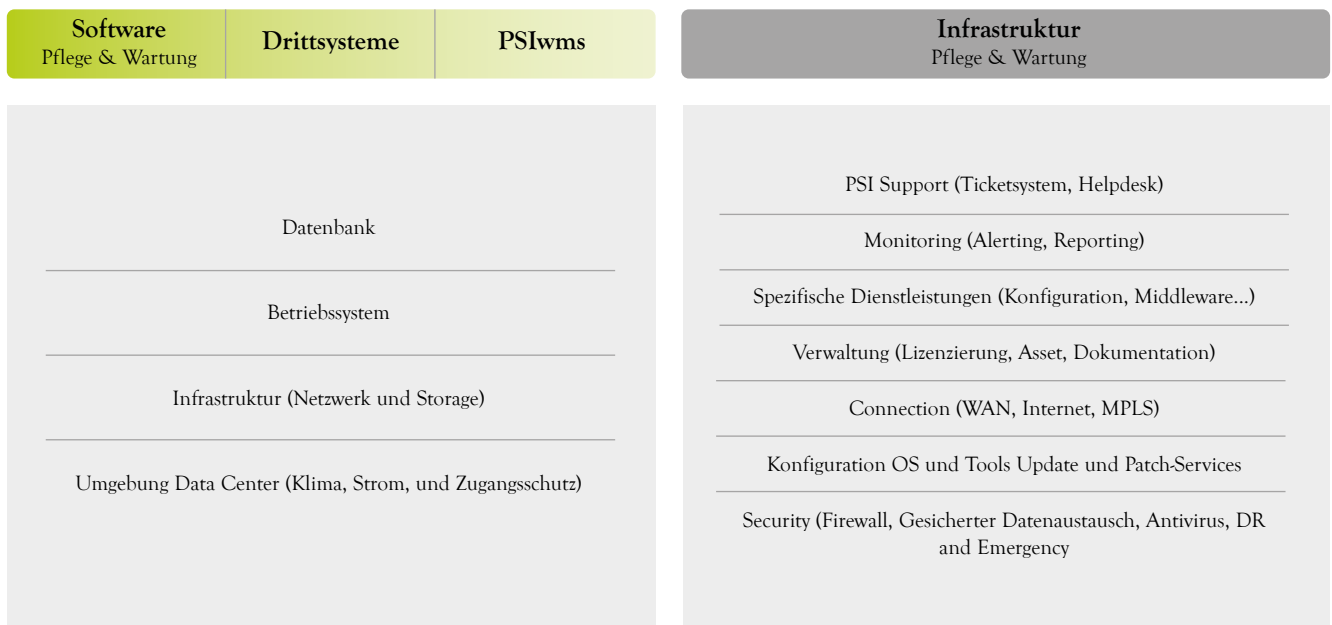 Software
Pflege & Wartung
Drittsysteme
PSIwms
Datenbank
Betriebssystem
Infrastruktur (Netzwerk und Storage)
Umgebung Data Center (Klima, Strom, und Zugangsschutz)
Infrastruktur
Pflege & Wartung
PSI Support (Ticketsystem, Helpdesk)
Monitoring (Alerting, Reporting)
Spezifische Dienstleistungen (Konfiguration, Middleware...)
Verwaltung (Lizenzierung, Asset, Dokumentation)
Connection (WAN, Internet, MPLS)
Konfiguration OS und Tools Update und Patch-Services
Security (Firewall, Gesicherter Datenaustausch, Antivirus, DR
and Emergency